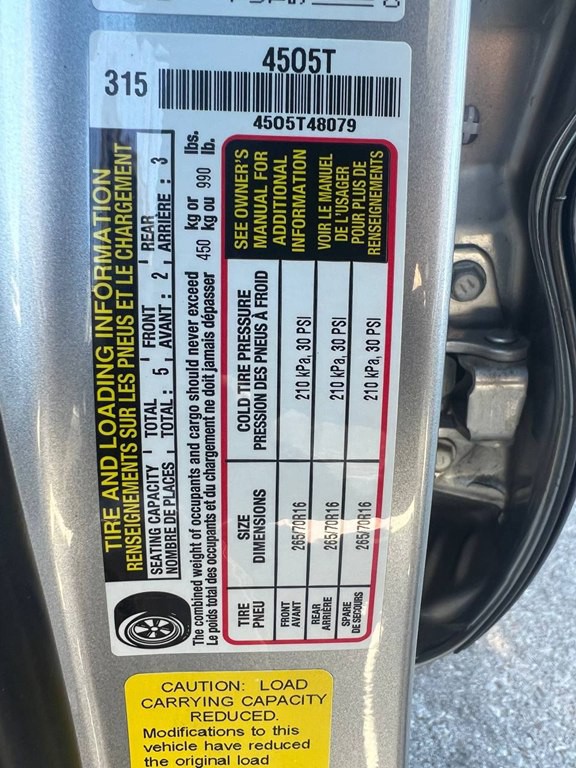 4505T
315
4505T48079
TIRE AND LOADING INFORMATION
RENSEIGNEMENTS SUR LES PNEUS ET LE CHARGEMENT
SEATING CAPACITY TOTAL 5 FRONT 2 REAR 3
NOMBRE DE PLACES TOTAL : AVANT : ARRIÈRE :
The combined weight of occupants and cargo should never exceed 450 kg or 990 lbs.
Le poids total des occupants et du chargement ne doit jamais dépasser kg ou lb.
TIRE SIZE COLD TIRE PRESSURE
PNEU DIMENSIONS PRESSION DES PNEUS À FROID
FRONT
AVANT
265/70R16 210 kPa, 30 PSI
REAR
ARRIÈRE
265/70R16 210 kPa, 30 PSI
SPARE
DE SECOURS
265/70R16 210 kPa, 30 PSI
SEE OWNER'S
MANUAL FOR
ADDITIONAL
INFORMATION
VOIR LE MANUEL
DE L'USAGER
POUR PLUS DE
RENSEIGNEMENTS
CAUTION: LOAD
CARRYING CAPACITY
REDUCED.
Modifications to this
vehicle have reduced
the original load